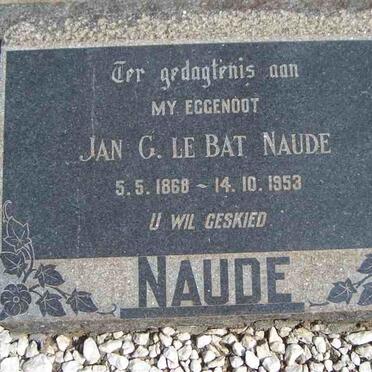 Ter gedagtenis aan
MY EGGENOOT
JAN G. LE BAT NAUDE
5.5.1868 ~ 14.10.1953
U WIL GESKIED
NAUDE